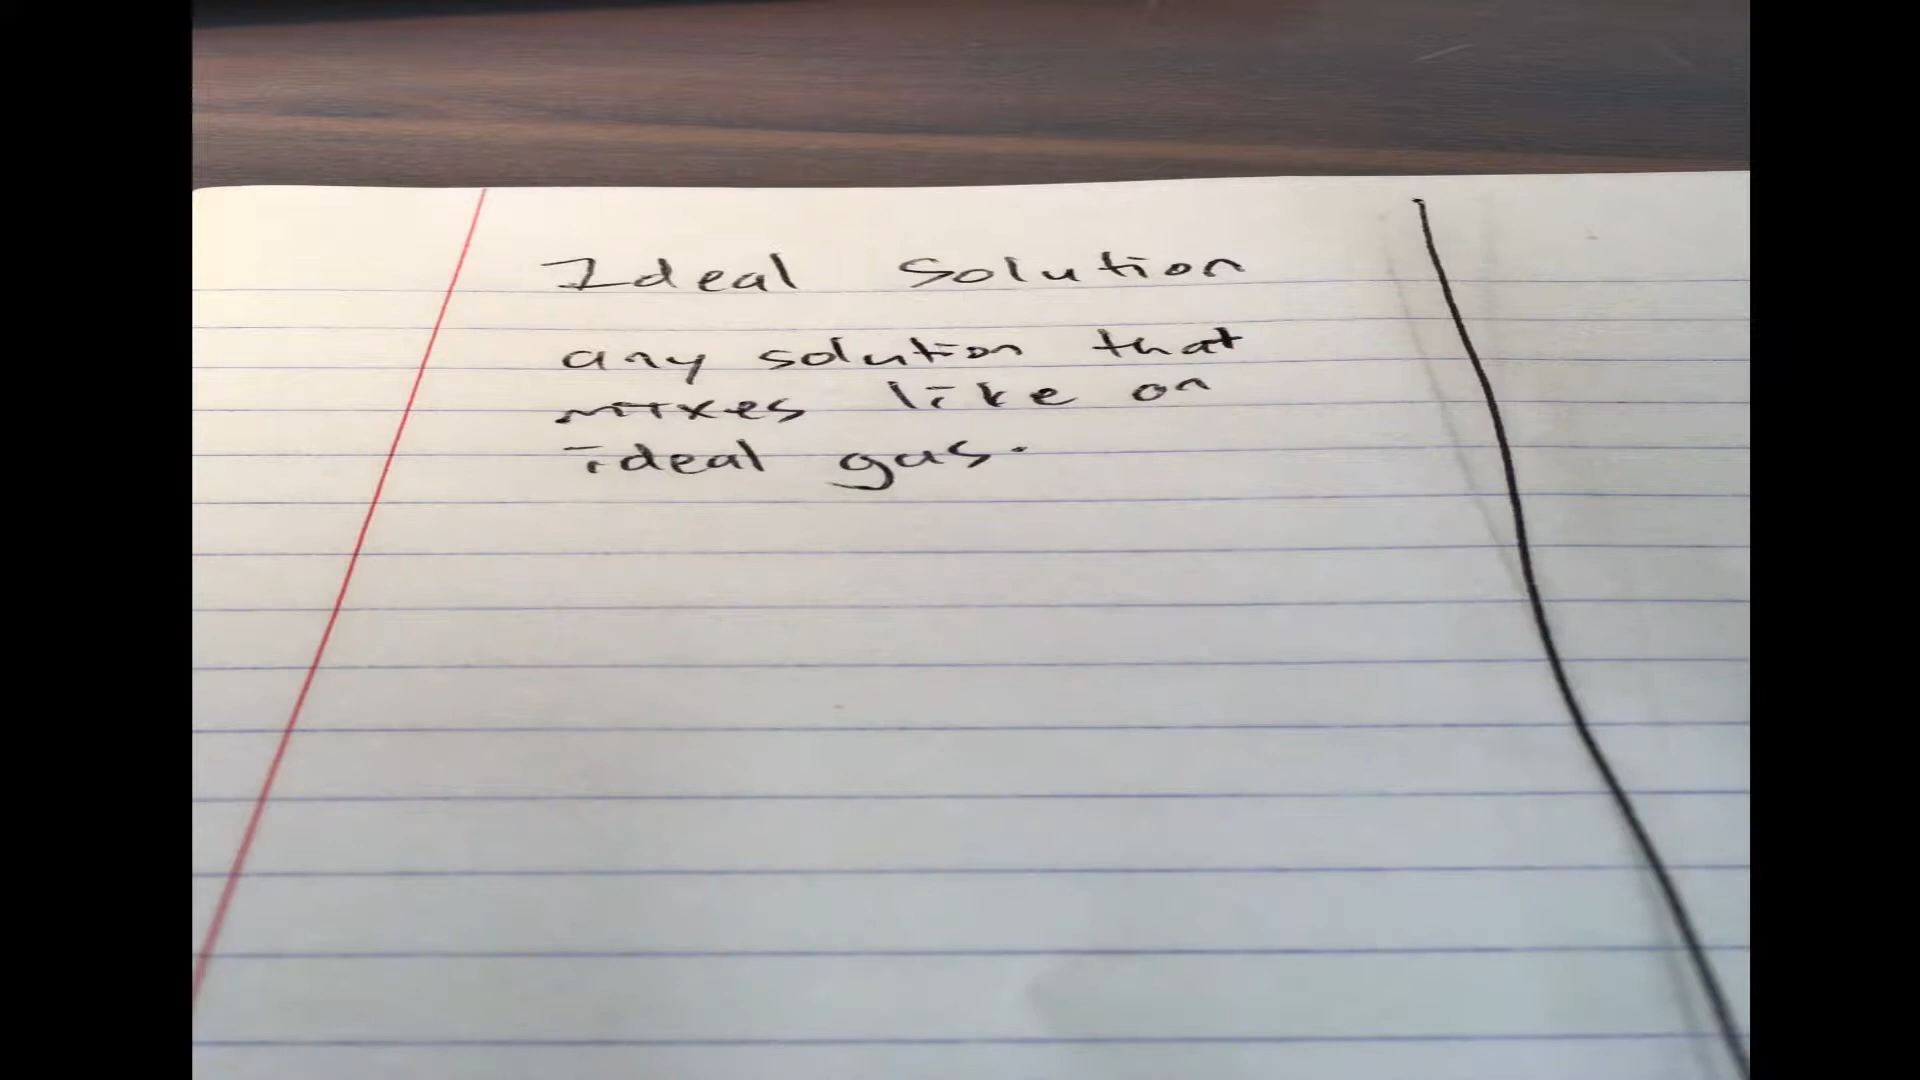 Ideal Solution
any solution that
mixes like an
ideal gas.